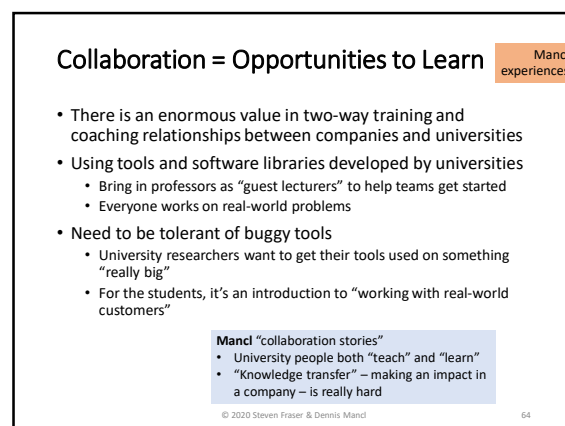 Collaboration = Opportunities to Learn
Mancl
experiences
• There is an enormous value in two-way training and
coaching relationships between companies and universities
• Using tools and software libraries developed by universities
• Bring in professors as “guest lecturers” to help teams get started
• Everyone works on real-world problems
• Need to be tolerant of buggy tools
• University researchers want to get their tools used on something
“really big”
• For the students, it’s an introduction to “working with real-world
customers”
Mancl “collaboration stories”
• University people both “teach” and “learn”
• “Knowledge transfer” – making an impact in
a company – is really hard
© 2020 Steven Fraser & Dennis Mancl
64